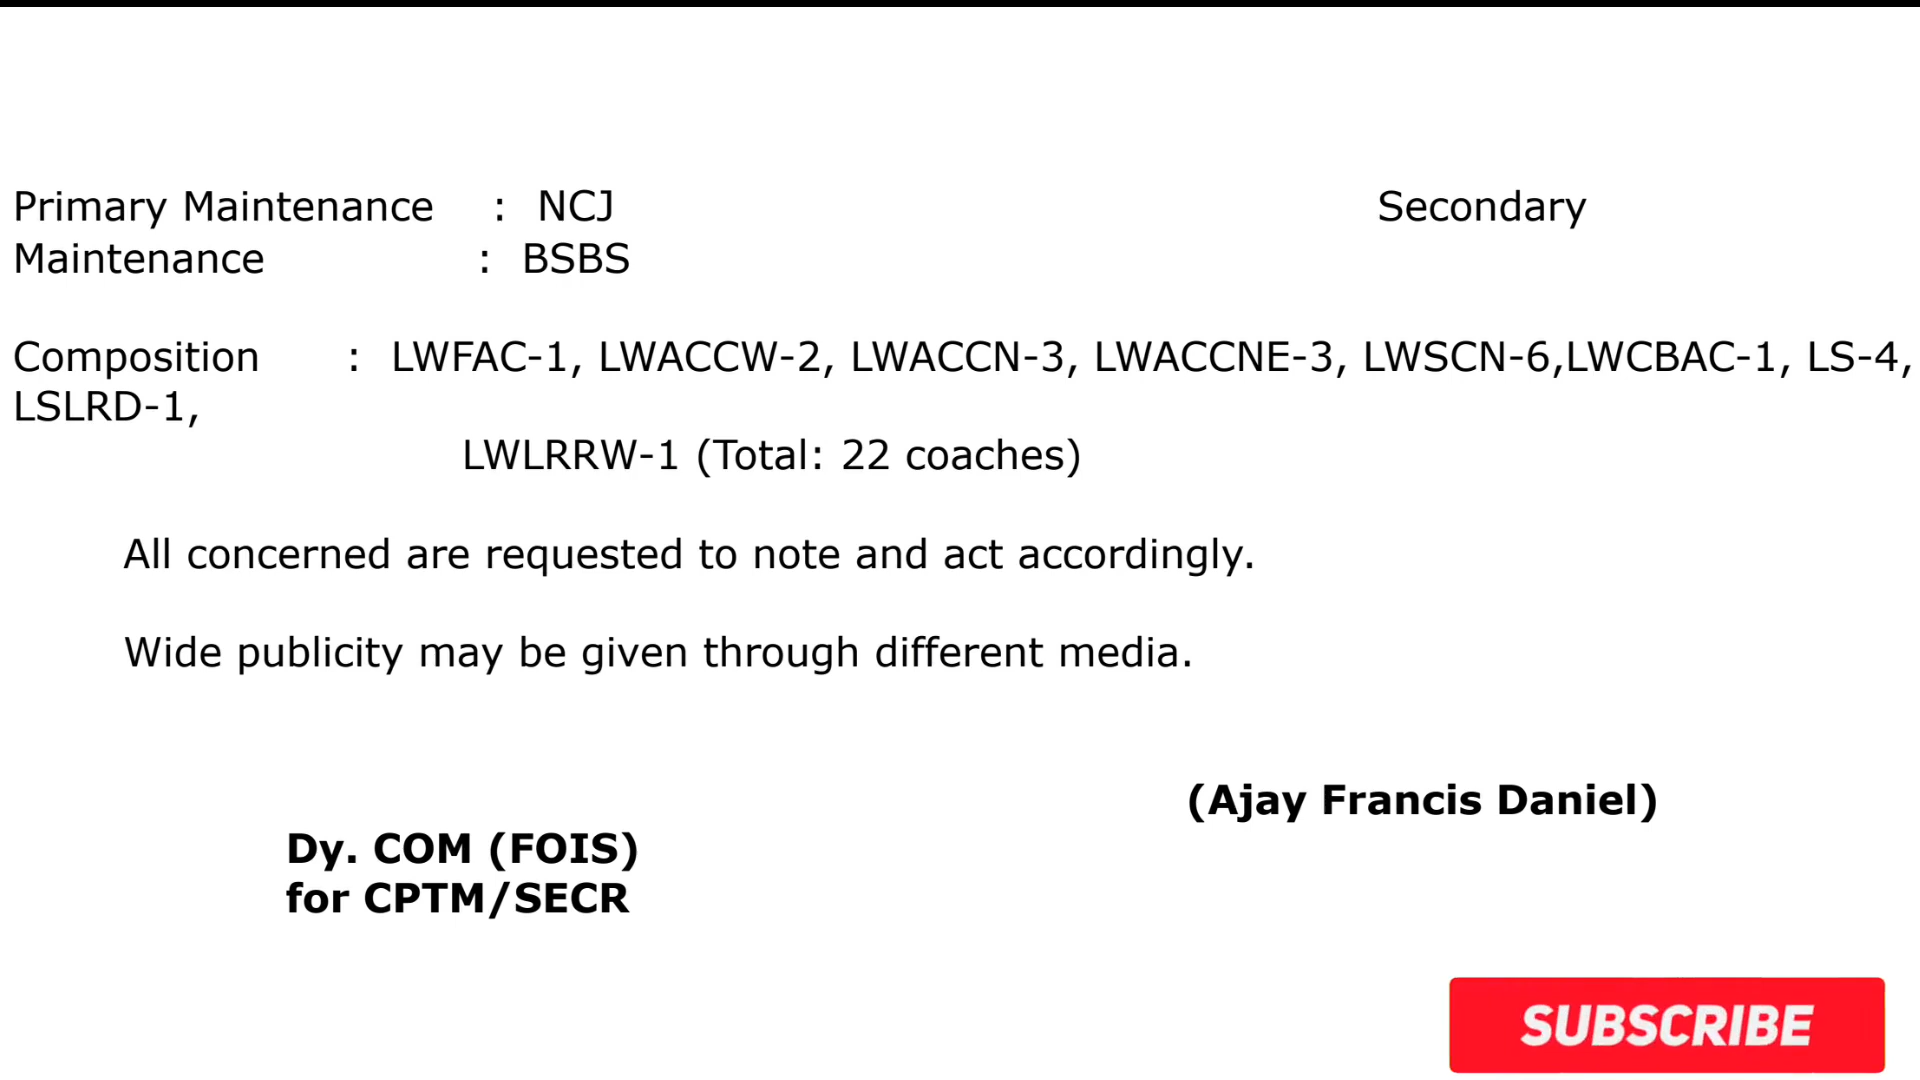 Primary Maintenance : NCJ Secondary
Maintenance : BSBS
Composition : LWFAC-1, LWACCW-2, LWACCN-3, LWACCNE-3, LWSCN-6,LWCBAC-1, LS-4,
LSLRD-1,
LWLRRW-1 (Total: 22 coaches)
All concerned are requested to note and act accordingly.
Wide publicity may be given through different media.
(Ajay Francis Daniel)
Dy. COM (FOIS)
for CPTM/SECR
SUBSCRIBE